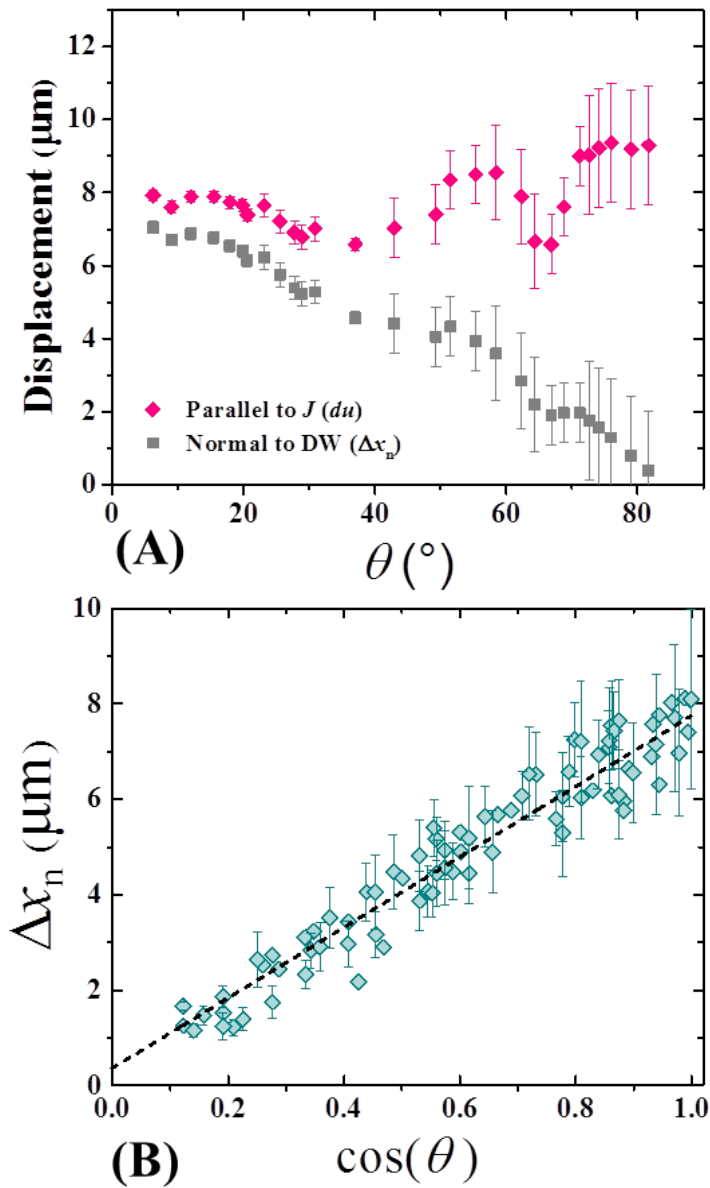 12
10
8
6
4
2
0
Displacement (μm)
Parallel to J (du)
Normal to DW (Δxₙ)
0 20 40 60 80
(A)
θ (°)
10
8
6
4
2
0
Δxₙ (μm)
0.0 0.2 0.4 0.6 0.8 1.0
(B)
cos(θ)